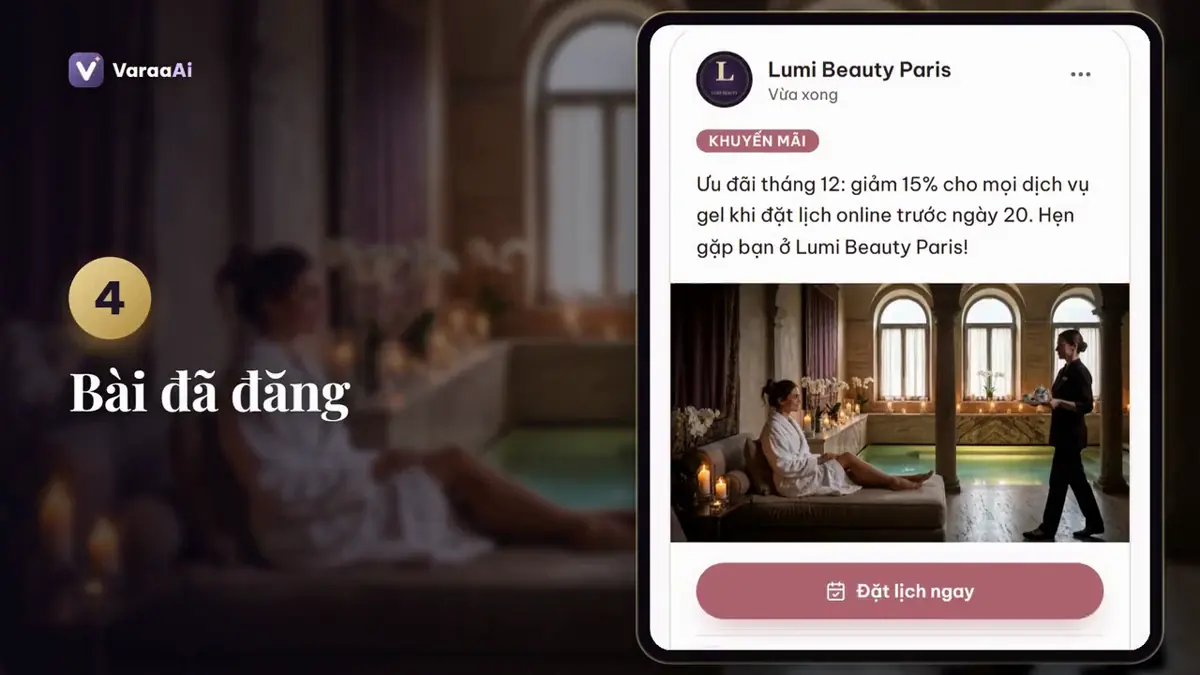 VaraaAi
4
Bài đã đăng
L
LUMI BEAUTY
Lumi Beauty Paris
Vừa xong
KHUYẾN MÃI
Ưu đãi tháng 12: giảm 15% cho mọi dịch vụ
gel khi đặt lịch online trước ngày 20. Hẹn
gặp bạn ở Lumi Beauty Paris!
Đặt lịch ngay